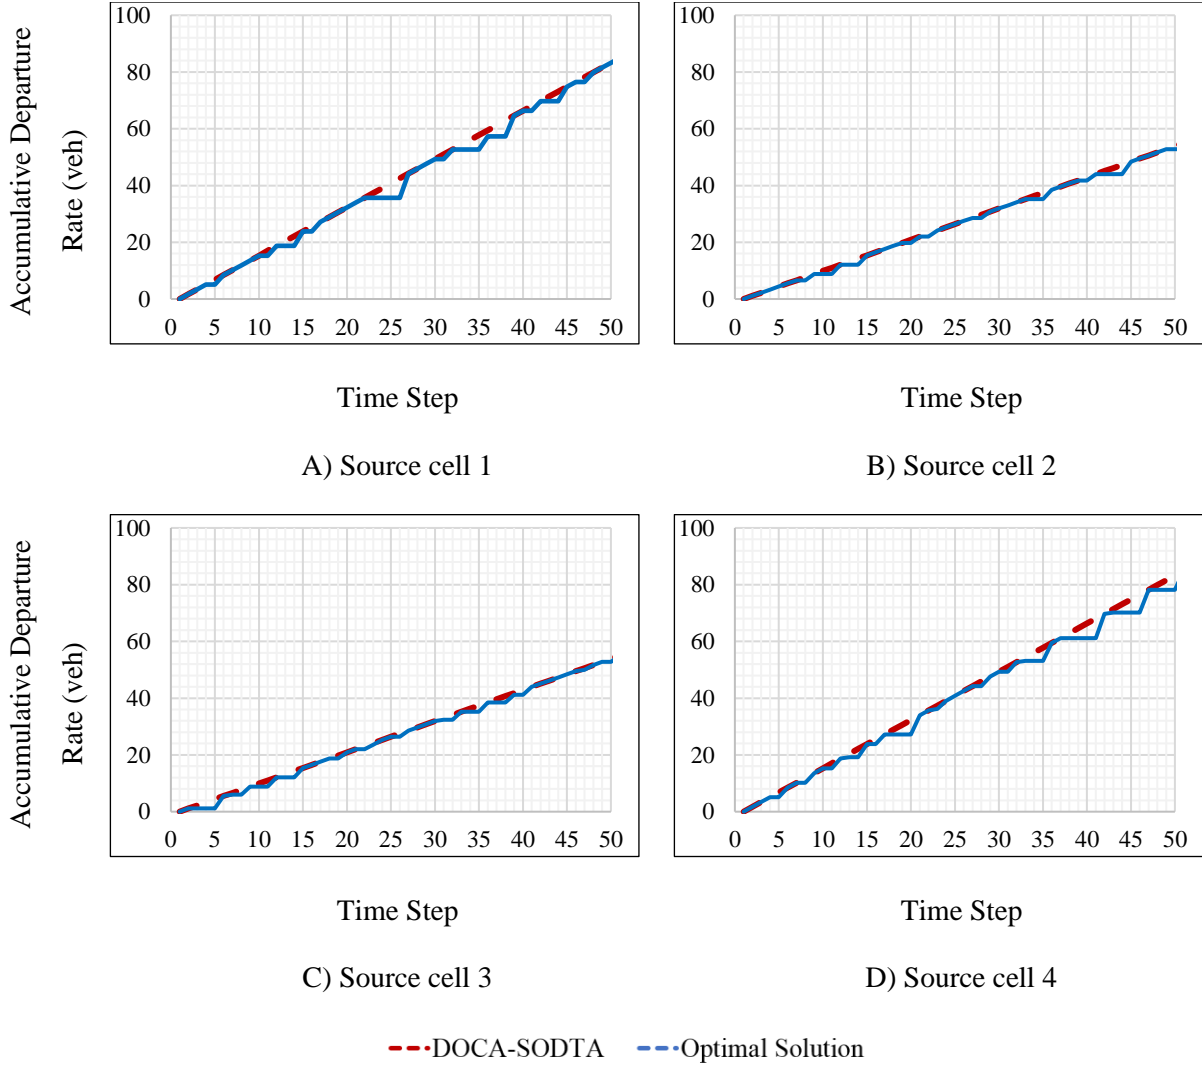 Accumulative Departure
Rate (veh)
100
80
60
40
20
0
0 5 10 15 20 25 30 35 40 45 50
Time Step
A) Source cell 1
100
80
60
40
20
0
0 5 10 15 20 25 30 35 40 45 50
Time Step
B) Source cell 2
Accumulative Departure
Rate (veh)
100
80
60
40
20
0
0 5 10 15 20 25 30 35 40 45 50
Time Step
C) Source cell 3
100
80
60
40
20
0
0 5 10 15 20 25 30 35 40 45 50
Time Step
D) Source cell 4
DOCA-SODTA Optimal Solution